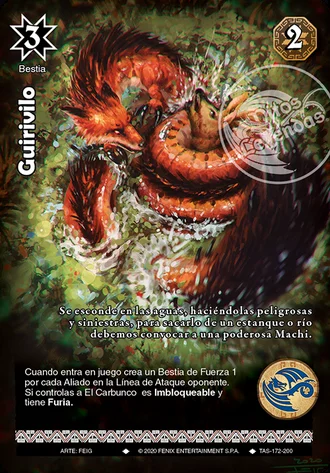 3
2
Bestia
Guirivilo
Se esconde en las aguas, haciéndolas peligrosas
y siniestras, para sacarlo de un estanque o río
debemos convocar a una poderosa Machi.
Cuando entra en juego crea un Bestia de Fuerza 1
por cada Aliado en la Línea de Ataque oponente.
Si controlas a El Carbunco es Imbloqueable y
tiene Furia.
ARTE: FEIG © 2020 FENIX ENTERTAINMENT S.P.A. TAS-172-200